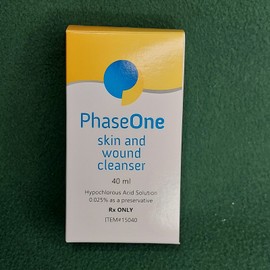 PhaseOne
skin and
wound
cleanser
40 ml
Hypochlorous Acid Solution
0.025% as a preservative
Rx ONLY
ITEM#15040